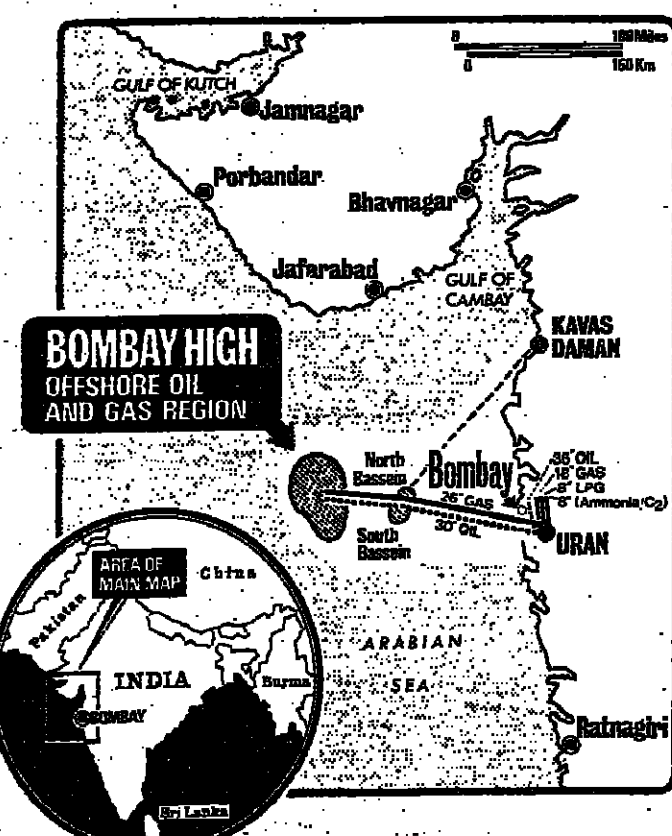 0 100 Miles
0 160 Km
GULF OF KUTCH
Jamnagar
Porbandar
Bhavnagar
Jafarabad
GULF OF
CAMBAY
KAVAS
DAMAN
BOMBAY HIGH
OFFSHORE OIL
AND GAS REGION
North
Bassein
Bombay
36" OIL
18" GAS
8" LPG
8" (Ammonia/C2)
26" GAS
30" OIL
URAN
South
Bassein
ARABIAN
SEA
Ratnagiri
AREA OF
MAIN MAP
China
Pakistan
INDIA
Burma
BOMBAY
Sri Lanka